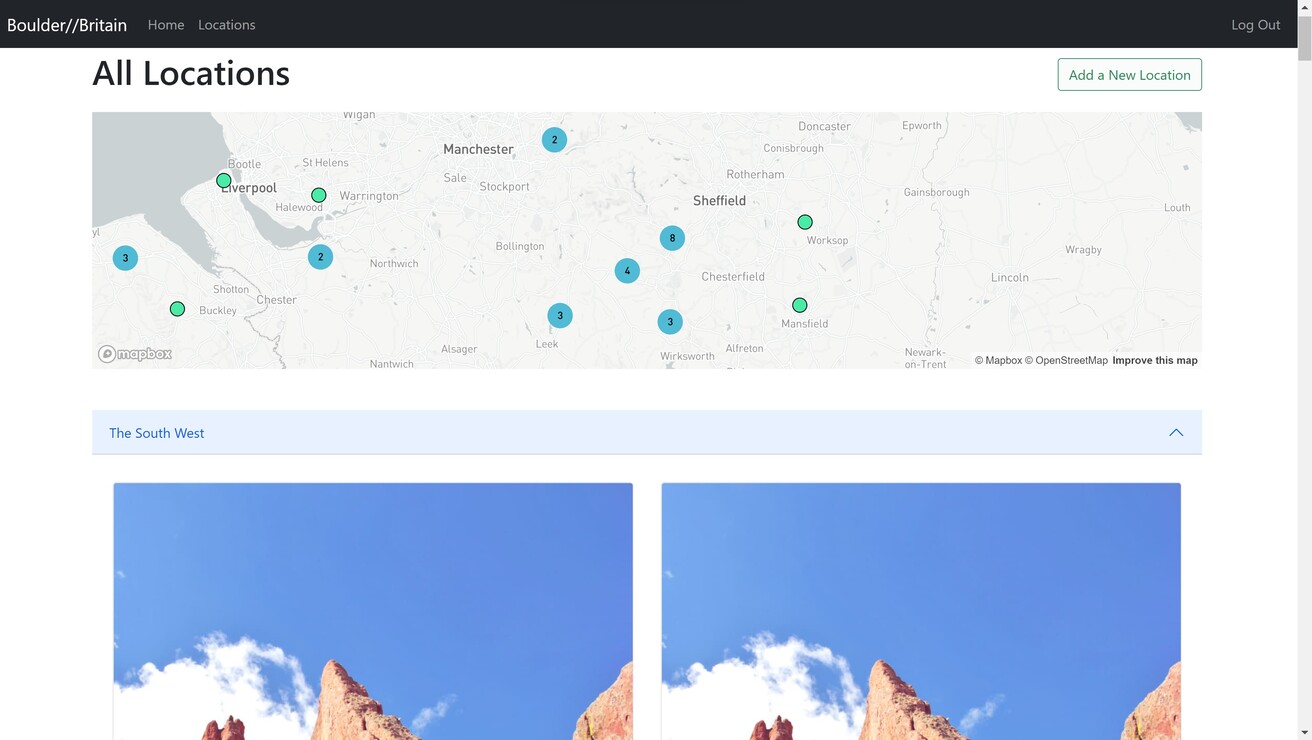 Boulder//Britain Home Locations Log Out
All Locations
Add a New Location
Wigan
Doncaster
Epworth
2
Manchester
Conisbrough
Bootle
St Helens
Sale
Stockport
Rotherham
Liverpool
Warrington
Halewood
Sheffield
Gainsborough
Louth
yl
8
Worksop
Bollington
Wragby
3
2
Northwich
4
Chesterfield
Lincoln
Shotton
Chester
Buckley
3
3
Mansfield
Leek
Alsager
Alfreton
Wirksworth
Newark-
on-Trent
Nantwich
mapbox
© Mapbox © OpenStreetMap Improve this map
The South West